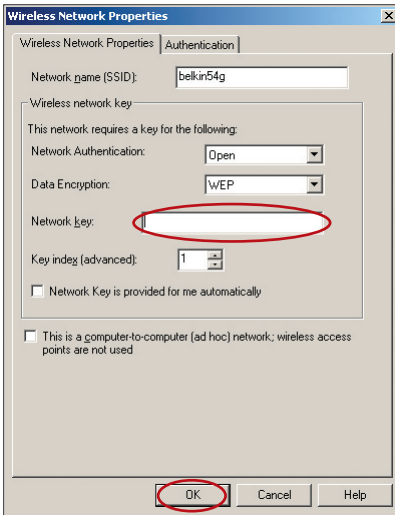 Wireless Network Properties
Wireless Network Properties Authentication
Network name (SSID): belkin54g
Wireless network key
This network requires a key for the following:
Network Authentication: Open
Data Encryption: WEP
Network key:
Key index (advanced): 1
Network Key is provided for me automatically
This is a computer-to-computer (ad hoc) network; wireless access
points are not used
OK Cancel Help